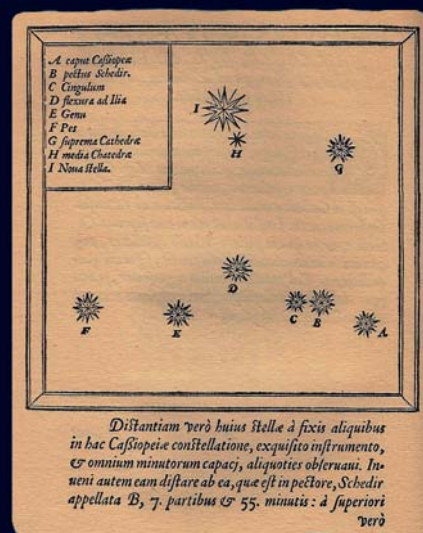 A caput Caſsiopeæ
B pectus Schedir.
C Cingulum
D flexura ad Ilia
E Genu
F Pes
G ſuprema Cathedræ
H media Chatedræ
I Noua ſtella.
I
H
G
D
C
B
A
E
F
Diſtantiam verò huius ſtellæ à fixis aliquibus
in hac Caſsiopeiæ conſtellatione, exquiſito inſtrumento,
& omnium minutorum capacj, aliquoties obſeruaui. In-
ueni autem eam diſtare ab ea, quæ eſt in pectore, Schedir
appellata B, 7. partibus & 55. minutis : à ſuperiori
verò